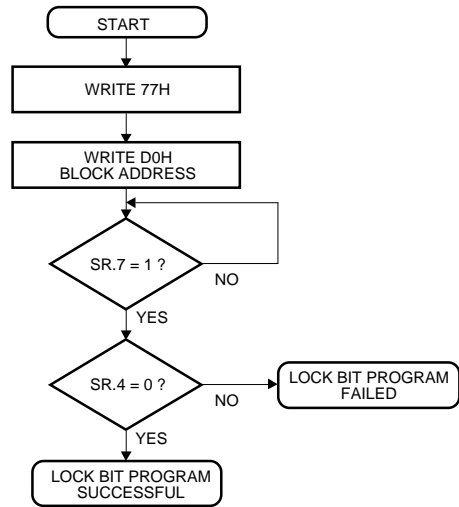 START
WRITE 77H
WRITE D0H
BLOCK ADDRESS
SR.7 = 1 ?
NO
YES
SR.4 = 0 ?
NO
LOCK BIT PROGRAM
FAILED
YES
LOCK BIT PROGRAM
SUCCESSFUL